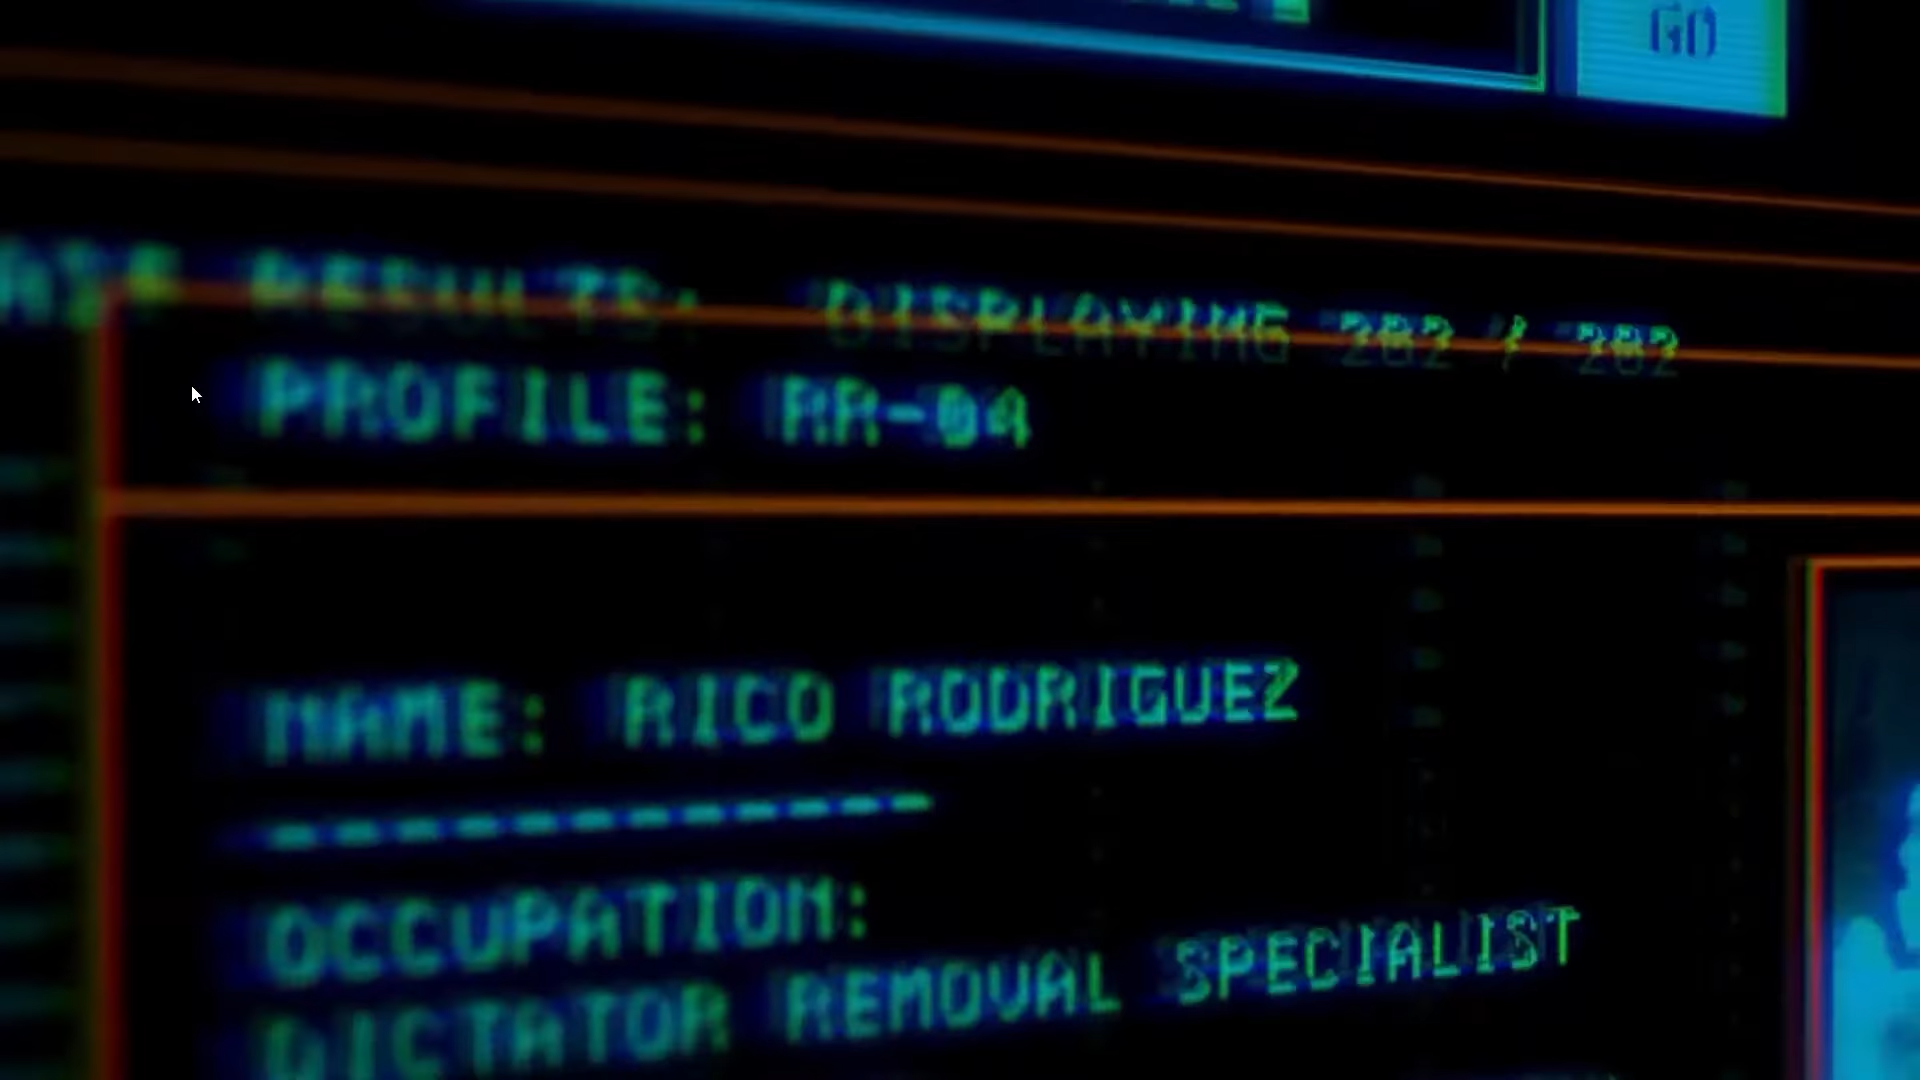 GO
RESULTS: DISPLAYING 282 / 282
PROFILE: RR-04
NAME: RICO RODRIGUEZ
------------
OCCUPATION:
DICTATOR REMOVAL SPECIALIST